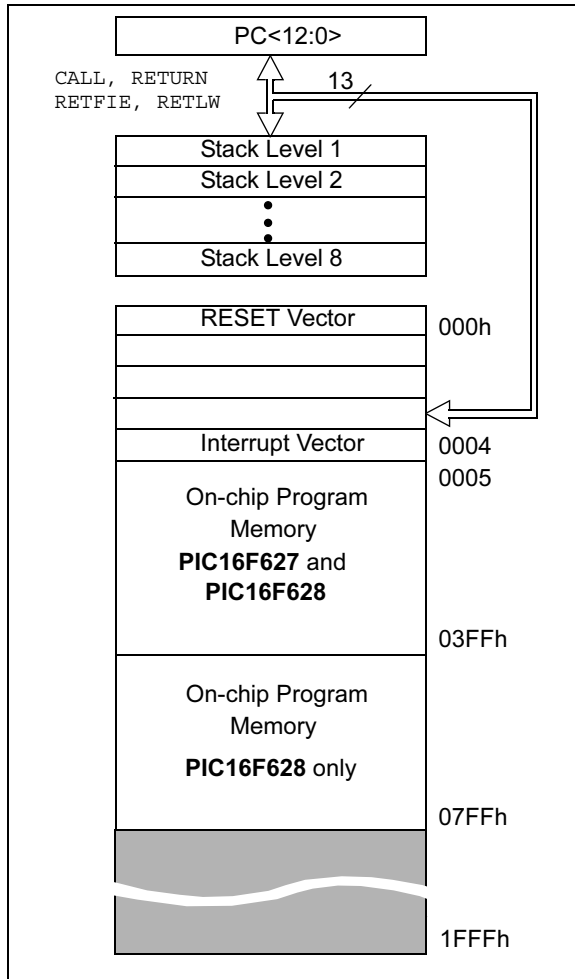 PC<12:0>
CALL, RETURN
RETFIE, RETLW
13
Stack Level 1
Stack Level 2
Stack Level 8
RESET Vector
000h
Interrupt Vector
0004
0005
On-chip Program
Memory
PIC16F627 and
PIC16F628
03FFh
On-chip Program
Memory
PIC16F628 only
07FFh
1FFFh